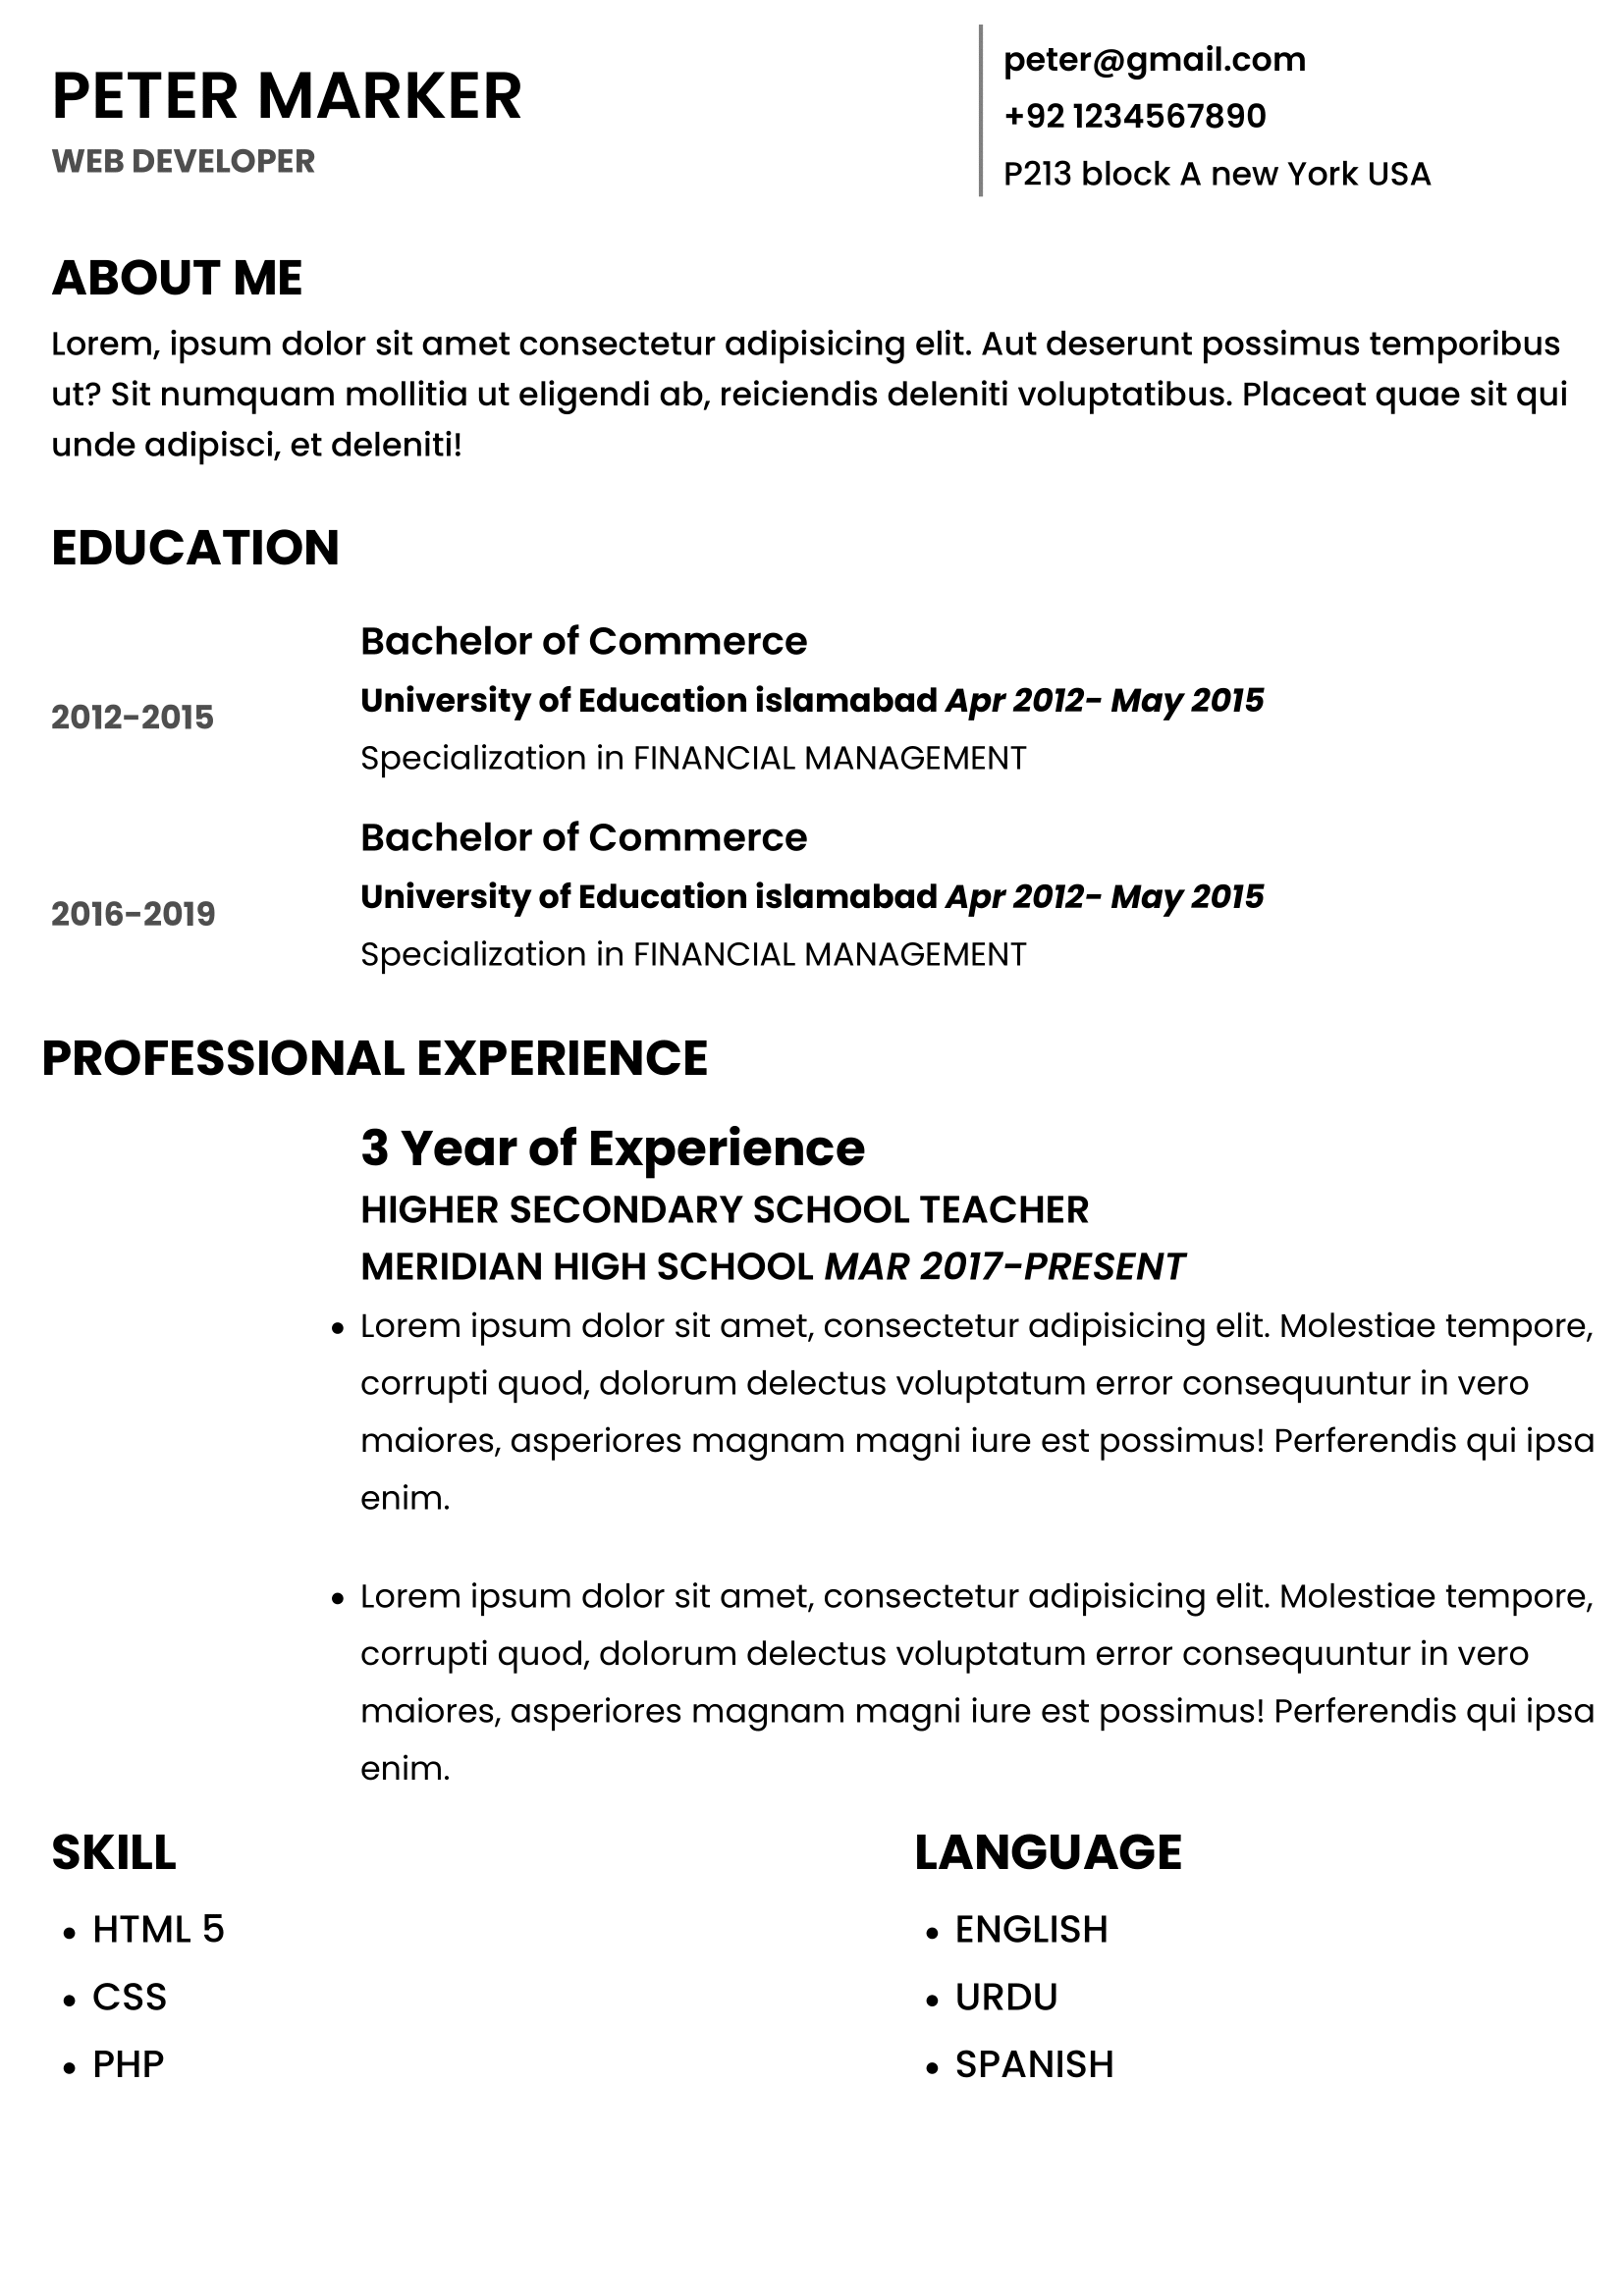 PETER MARKER
WEB DEVELOPER
peter@gmail.com
+92 1234567890
P213 block A new York USA
ABOUT ME
Lorem, ipsum dolor sit amet consectetur adipisicing elit. Aut deserunt possimus temporibus
ut? Sit numquam mollitia ut eligendi ab, reiciendis deleniti voluptatibus. Placeat quae sit qui
unde adipisci, et deleniti!
EDUCATION
2012-2015
Bachelor of Commerce
University of Education islamabad Apr 2012- May 2015
Specialization in FINANCIAL MANAGEMENT
2016-2019
Bachelor of Commerce
University of Education islamabad Apr 2012- May 2015
Specialization in FINANCIAL MANAGEMENT
PROFESSIONAL EXPERIENCE
3 Year of Experience
HIGHER SECONDARY SCHOOL TEACHER
MERIDIAN HIGH SCHOOL MAR 2017-PRESENT
• Lorem ipsum dolor sit amet, consectetur adipisicing elit. Molestiae tempore,
corrupti quod, dolorum delectus voluptatum error consequuntur in vero
maiores, asperiores magnam magni iure est possimus! Perferendis qui ipsa
enim.
• Lorem ipsum dolor sit amet, consectetur adipisicing elit. Molestiae tempore,
corrupti quod, dolorum delectus voluptatum error consequuntur in vero
maiores, asperiores magnam magni iure est possimus! Perferendis qui ipsa
enim.
SKILL
• HTML 5
• CSS
• PHP
LANGUAGE
• ENGLISH
• URDU
• SPANISH